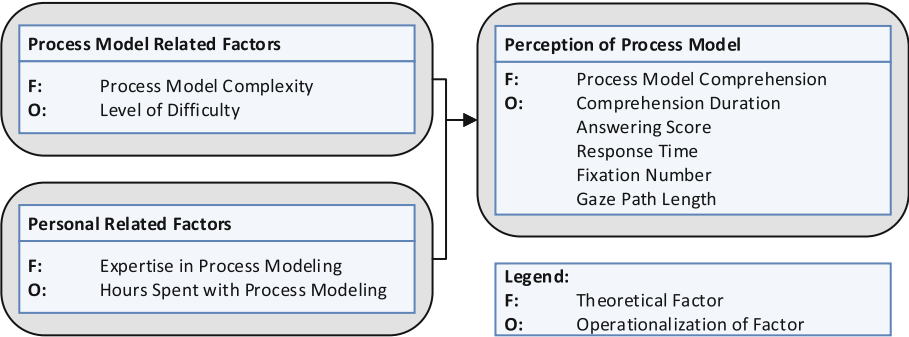 Process Model Related Factors
F: Process Model Complexity
O: Level of Difficulty
Personal Related Factors
F: Expertise in Process Modeling
O: Hours Spent with Process Modeling
Perception of Process Model
F: Process Model Comprehension
O: Comprehension Duration
Answering Score
Response Time
Fixation Number
Gaze Path Length
Legend:
F: Theoretical Factor
O: Operationalization of Factor